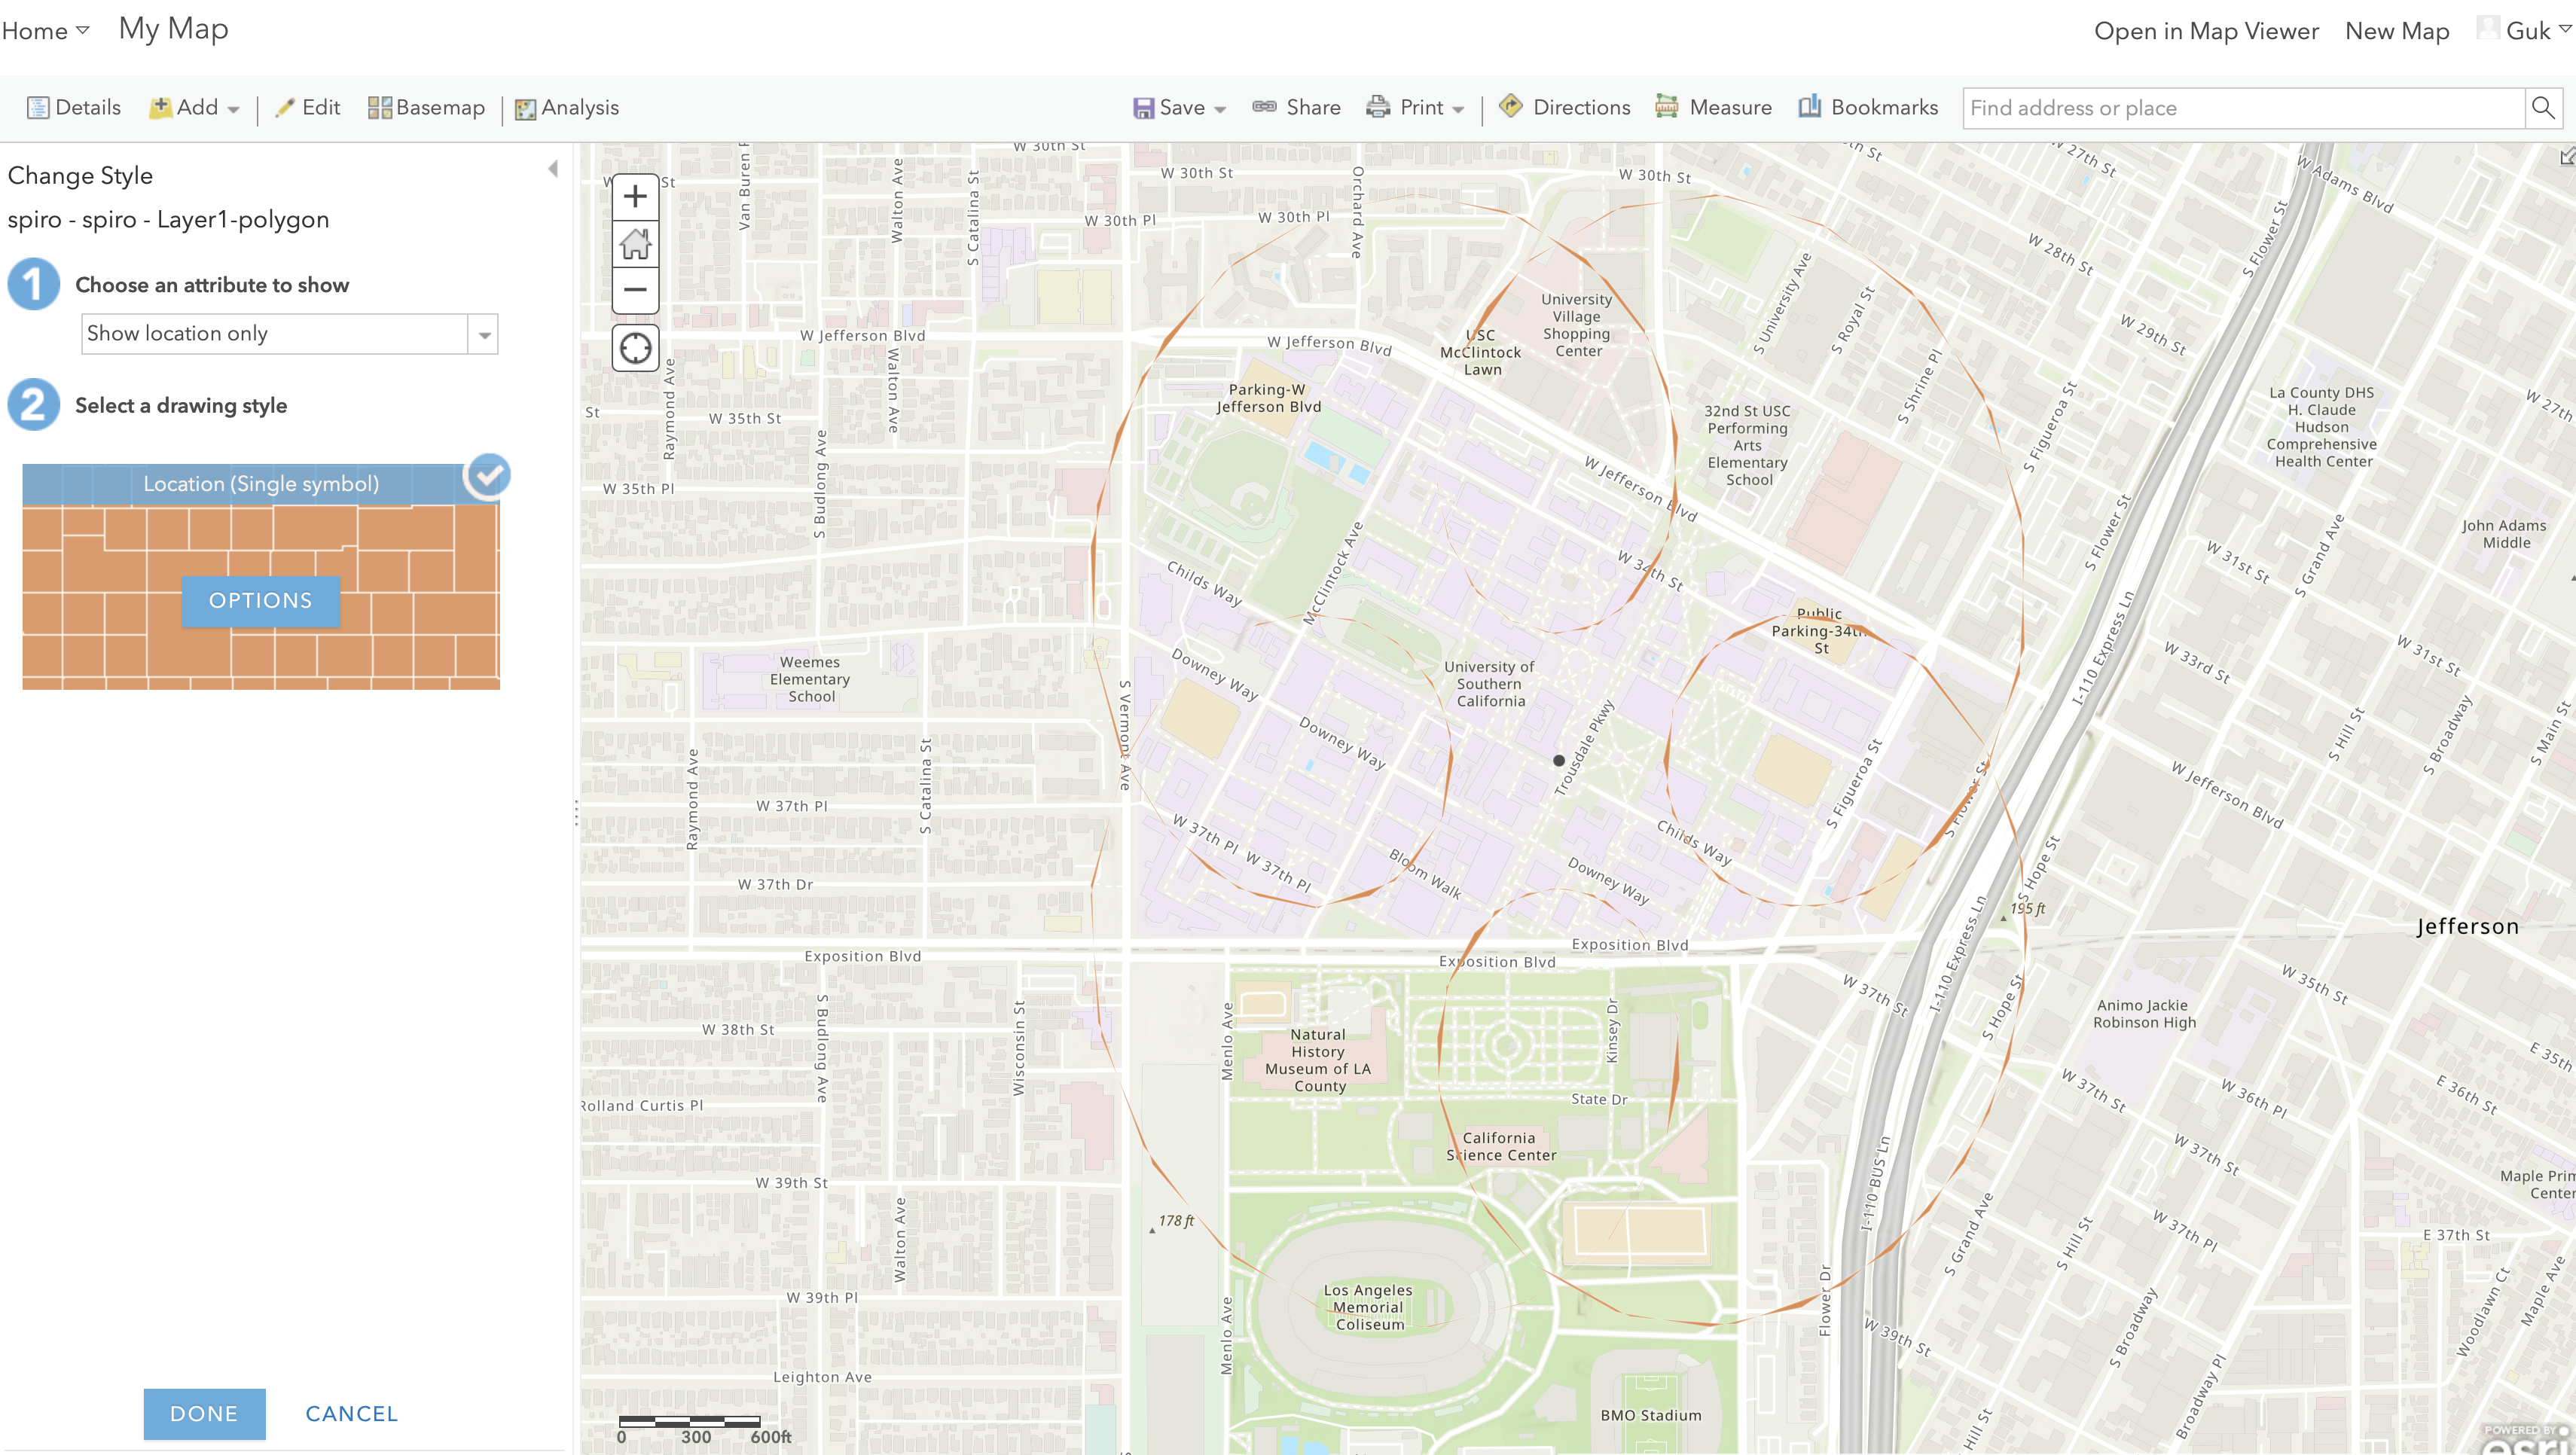 Home
My Map
Open in Map Viewer
New Map
Guk
Details
Add
Edit
Basemap
Analysis
Save
Share
Print
Directions
Measure
Bookmarks
Find address or place
Change Style
spiro - spiro - Layer1-polygon
1
Choose an attribute to show
Show location only
2
Select a drawing style
Location (Single symbol)
OPTIONS
DONE
CANCEL
W 30th St
W 30th St
W 30th St
W 27th St
W Adams Blvd
St
Van Buren
Walton Ave
S Catalina St
W 30th Pl
W 30th Pl
Orchard Ave
S Flower St
W 28th St
S University Ave
S Royal St
W 29th St
University
Village
Shopping
Center
USC
McClintock
Lawn
W Jefferson Blvd
W Jefferson Blvd
S Shrine Pl
Walton Ave
Raymond Ave
Parking-W
Jefferson Blvd
S Figueroa St
La County DHS
H. Claude
Hudson
Comprehensive
Health Center
W 27th
St
W 35th St
32nd St USC
Performing
Arts
Elementary
School
S Budlong Ave
W 35th Pl
W Jefferson Blvd
S Flower St
John Adams
Middle
S Grand Ave
W 31st St
McClintock Ave
Childs Way
W 34th St
Public
Parking-34th
St
I-110 Express Ln
W 31st St
W 33rd St
Weemes
Elementary
School
Downey Way
University of
Southern
California
S Vermont Ave
Downey Way
Trousdale Pkwy
S Hill St
S Broadway
S Main St
Raymond Ave
S Catalina St
W 37th Pl
W Jefferson Blvd
S Figueroa St
S Flower St
W 37th Pl
W 37th Pl
Childs Way
Bloom Walk
Downey Way
S Hope St
W 37th Dr
195 ft
Jefferson
Exposition Blvd
Exposition Blvd
Exposition Blvd
I-110 Express Ln
W 37th St
S Hope St
W 35th St
Animo Jackie
Robinson High
S Budlong Ave
Wisconsin St
W 38th St
Menlo Ave
Natural
History
Museum of LA
County
Kinsey Dr
E 35th
E 36th St
W 37th St
W 36th Pl
Rolland Curtis Pl
State Dr
California
Science Center
W 37th St
I-110 BUS Ln
Maple Prim
Center
W 39th St
178 ft
Walton Ave
S Grand Ave
S Hill St
W 37th Pl
E 37th St
Los Angeles
Memorial
Coliseum
W 39th Pl
Menlo Ave
Flower Dr
W 39th St
S Broadway
Woodlawn Ct
Maple Ave
Leighton Ave
Broadway Pl
BMO Stadium
Hill St
0 300 600ft
POWERED BY
esri